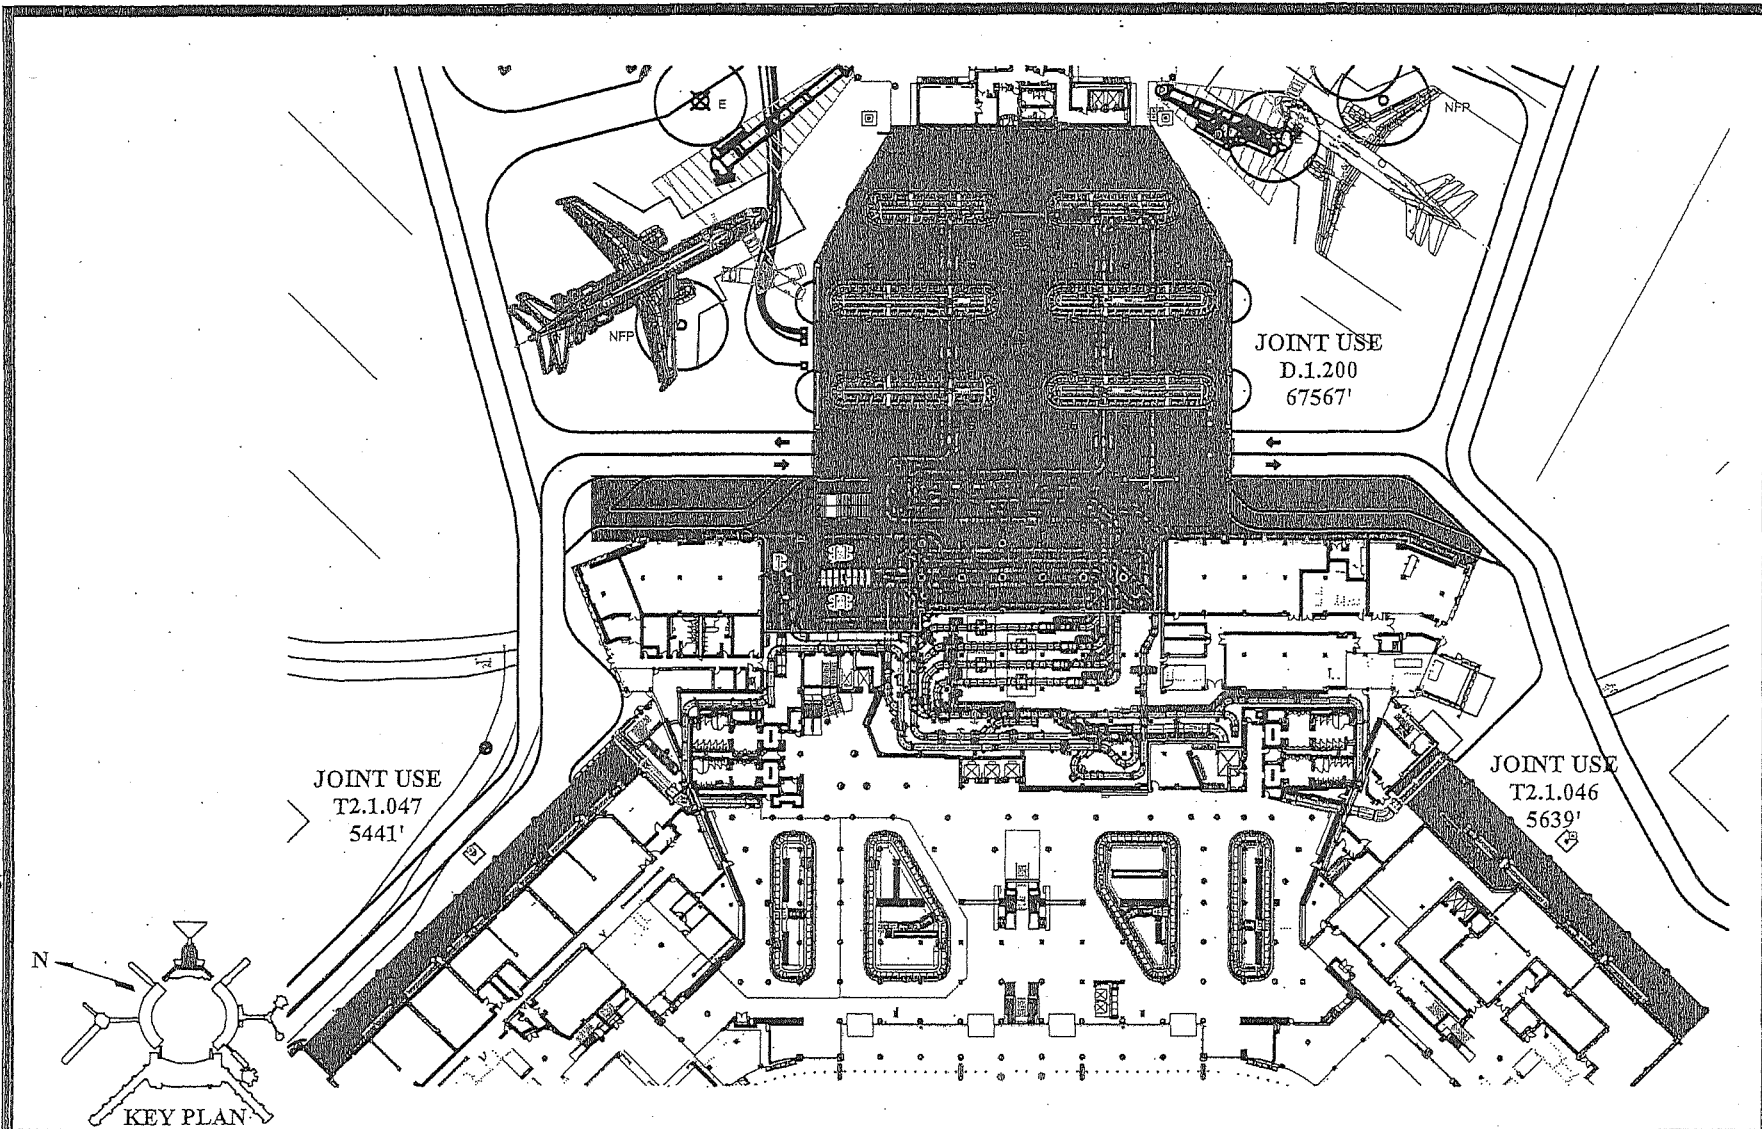 E
NFP
NFP
JOINT USE
D.1.200
67567'
JOINT USE
T2.1.047
5441'
JOINT USE
T2.1.046
5639'
N
KEY PLAN